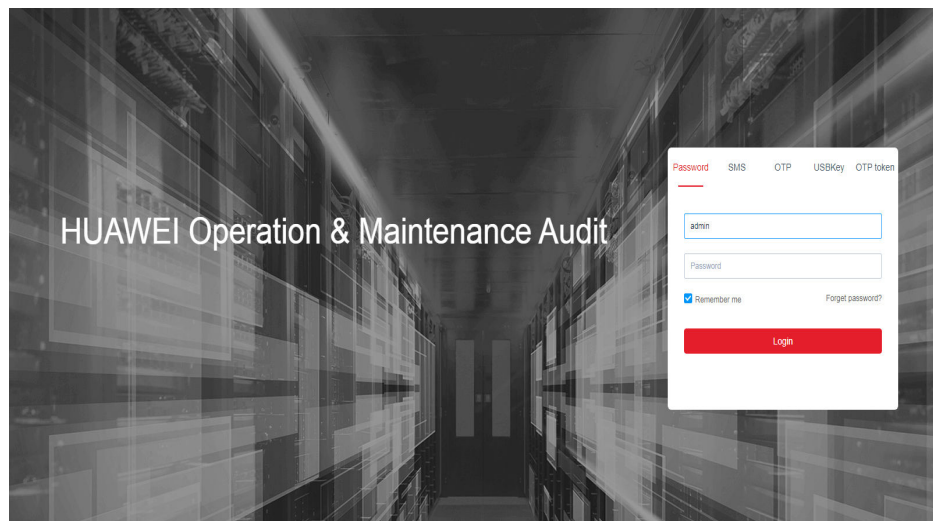 HUAWEI Operation & Maintenance Audit
Password SMS OTP USBKey OTP token
admin
Password
Remember me Forget password?
Login